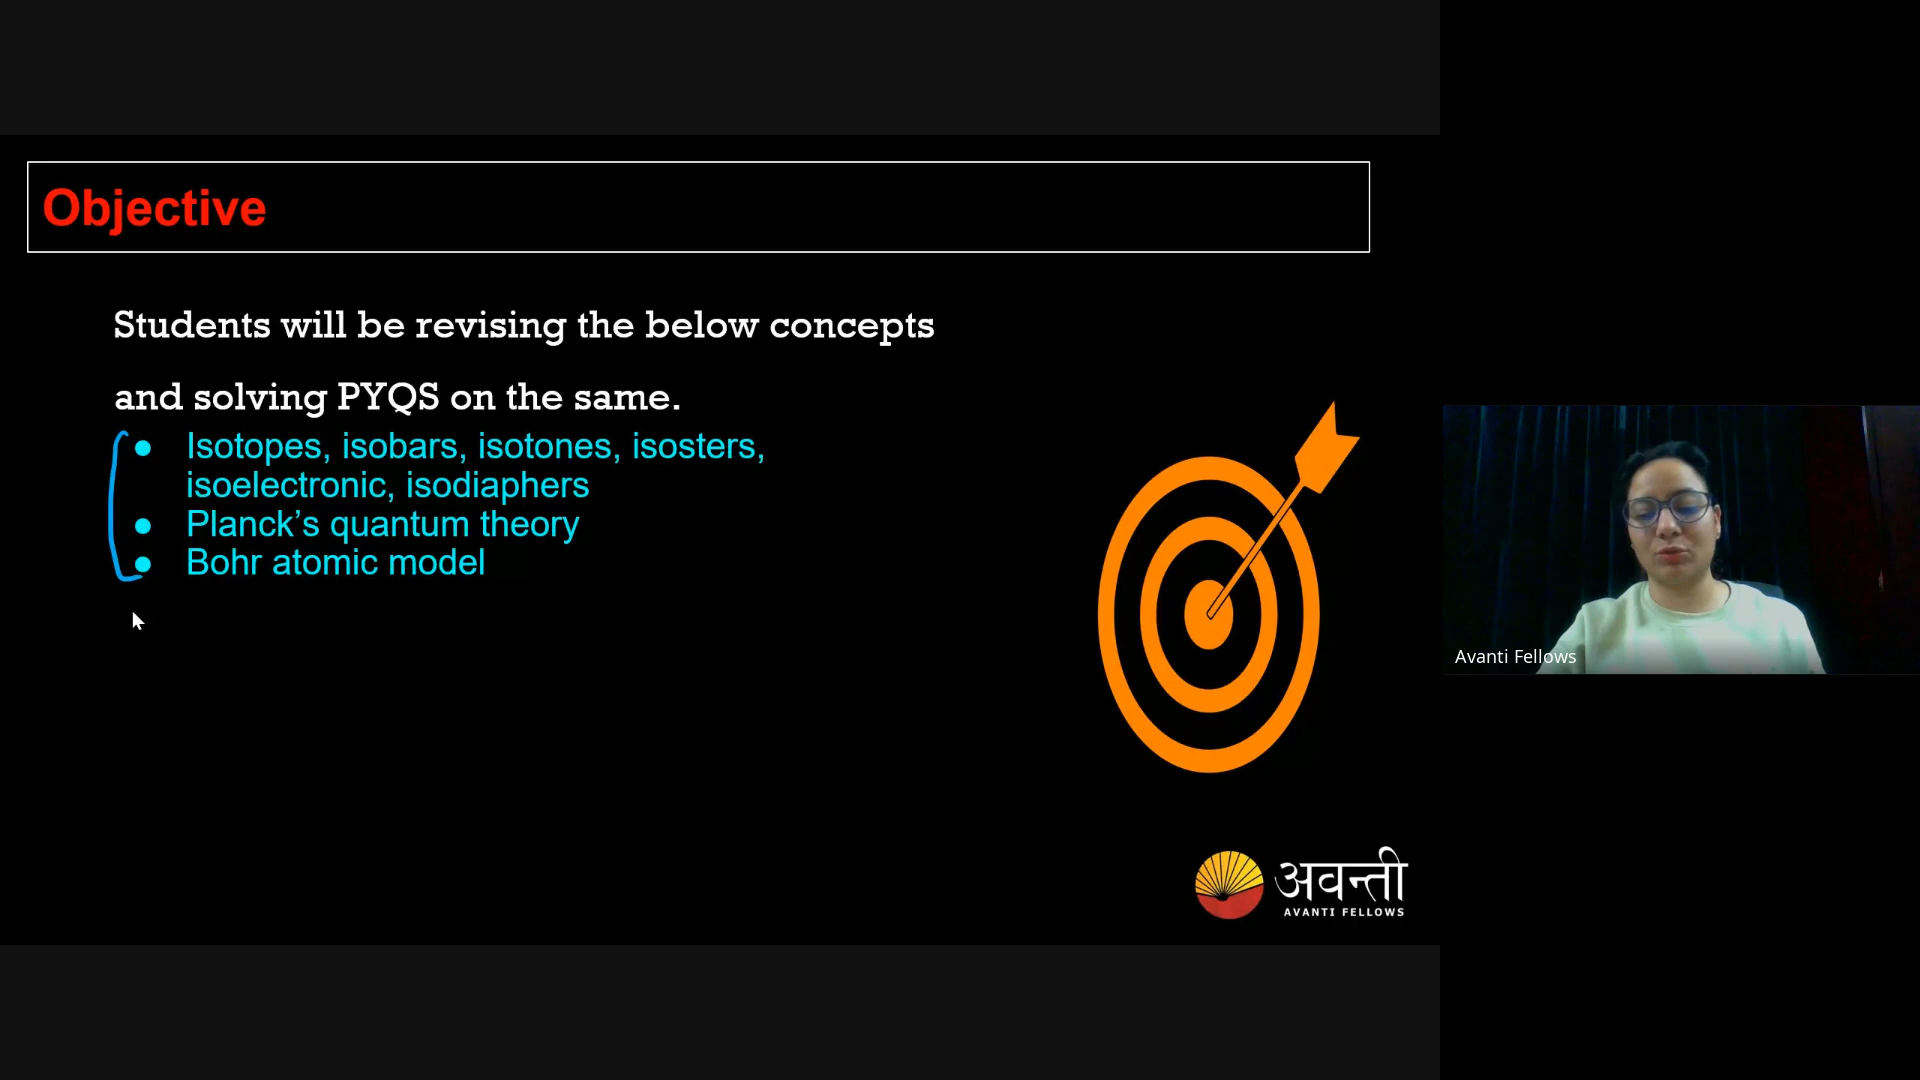 Objective
Students will be revising the below concepts
and solving PYQS on the same.
● Isotopes, isobars, isotones, isosters,
isoelectronic, isodiaphers
● Planck’s quantum theory
● Bohr atomic model
Avanti Fellows
अवन्ती
AVANTI FELLOWS